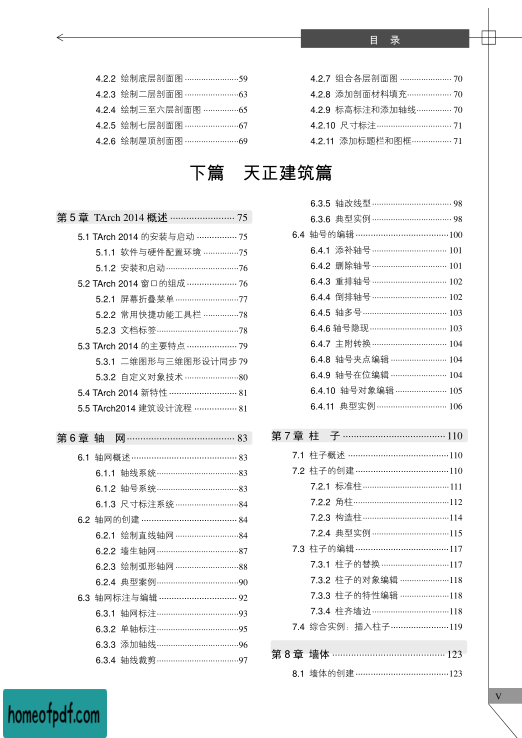 目 录
4.2.2 绘制底层剖面图······················59
4.2.3 绘制二层剖面图······················63
4.2.4 绘制三至六层剖面图··············65
4.2.5 绘制七层剖面图······················67
4.2.6 绘制屋顶剖面图······················69
4.2.7 组合各层剖面图·····················70
4.2.8 添加剖面材料填充··················70
4.2.9 标高标注和添加轴线··············70
4.2.10 尺寸标注·······························71
4.2.11 添加标题栏和图框················71
下篇 天正建筑篇
第 5 章 TArch 2014 概述························75
5.1 TArch 2014 的安装与启动················75
5.1.1 软件与硬件配置环境··············75
5.1.2 安装和启动·····························76
5.2 TArch 2014 窗口的组成····················76
5.2.1 屏幕折叠菜单·························77
5.2.2 常用快捷功能工具栏··············78
5.2.3 文档标签·································78
5.3 TArch 2014 的主要特点····················79
5.3.1 二维图形与三维图形设计同步79
5.3.2 自定义对象技术······················80
5.4 TArch 2014 新特性···························81
5.5 TArch2014 建筑设计流程·················81
第 6 章 轴 网········································83
6.1 轴网概述···········································83
6.1.1 轴线系统·································83
6.1.2 轴号系统·································83
6.1.3 尺寸标注系统·························84
6.2 轴网的创建·······································84
6.2.1 绘制直线轴网·························84
6.2.2 墙生轴网·································87
6.2.3 绘制弧形轴网·························88
6.2.4 典型案例·································90
6.3 轴网标注与编辑································92
6.3.1 轴网标注·································93
6.3.2 单轴标注·································95
6.3.3 添加轴线·································96
6.3.4 轴线裁剪·································97
6.3.5 轴改线型·································98
6.3.6 典型实例·································98
6.4 轴号的编辑·····································100
6.4.1 添补轴号·······························101
6.4.2 删除轴号·······························101
6.4.3 重排轴号·······························102
6.4.4 倒排轴号·······························102
6.4.5 轴多号···································103
6.4.6 轴号隐现·······························103
6.4.7 主附转换·······························104
6.4.8 轴号夹点编辑·······················104
6.4.9 轴号在位编辑·······················104
6.4.10 轴号对象编辑·····················105
6.4.11 典型实例·····························106
第 7 章 柱 子······································110
7.1 柱子概述·········································110
7.2 柱子的创建·····································110
7.2.1 标准柱···································111
7.2.2 角柱·······································112
7.2.3 构造柱···································114
7.2.4 典型实例·······························115
7.3 柱子的编辑·····································117
7.3.1 柱子的替换···························117
7.3.2 柱子的对象编辑····················118
7.3.3 柱子的特性编辑····················118
7.3.4 柱齐墙边·······························118
7.4 综合实例：插入柱子·······················119
第 8 章 墙体··········································123
8.1 墙体的创建·····································123
V
homeofpdf.com